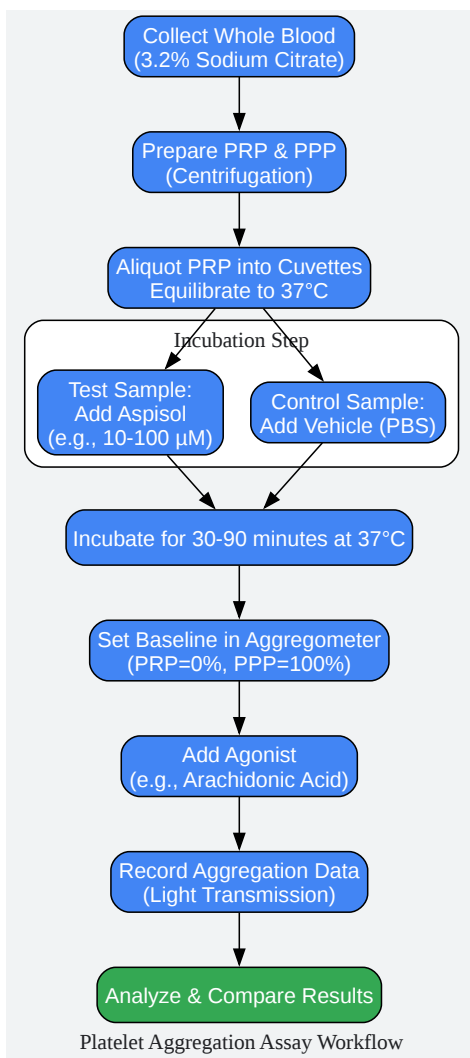 Collect Whole Blood
(3.2% Sodium Citrate)
Prepare PRP & PPP
(Centrifugation)
Aliquot PRP into Cuvettes
Equilibrate to 37°C
Incubation Step
Test Sample:
Add Aspisol
(e.g., 10-100 µM)
Control Sample:
Add Vehicle (PBS)
Incubate for 30-90 minutes at 37°C
Set Baseline in Aggregometer
(PRP=0%, PPP=100%)
Add Agonist
(e.g., Arachidonic Acid)
Record Aggregation Data
(Light Transmission)
Analyze & Compare Results
Platelet Aggregation Assay Workflow